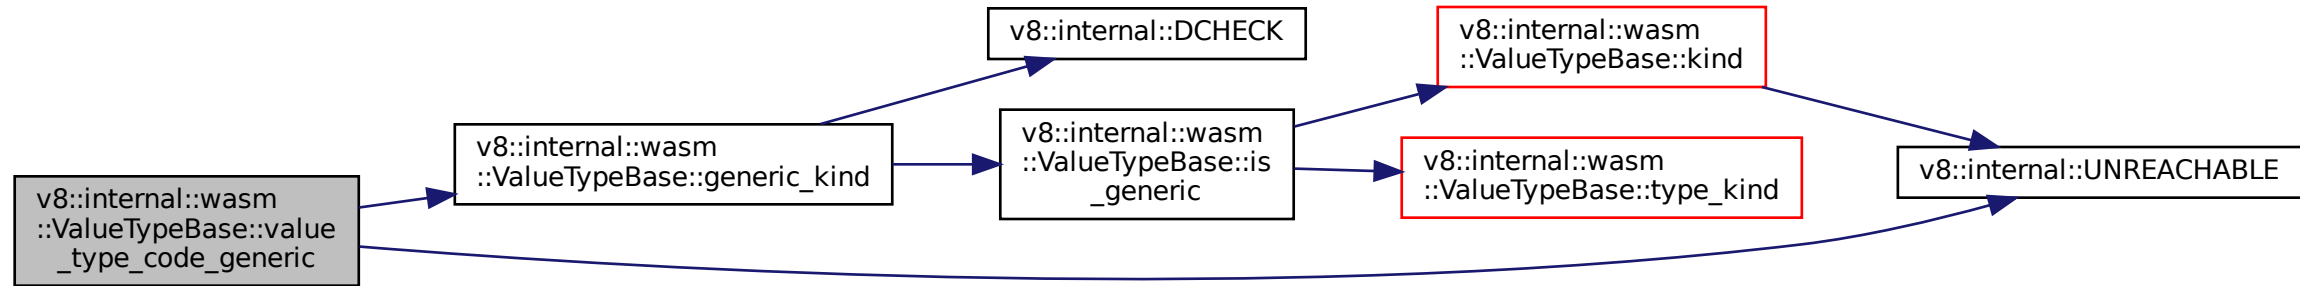 v8::internal::wasm
::ValueTypeBase::value
_type_code_generic
v8::internal::wasm
::ValueTypeBase::generic_kind
v8::internal::DCHECK
v8::internal::wasm
::ValueTypeBase::is
_generic
v8::internal::wasm
::ValueTypeBase::kind
v8::internal::wasm
::ValueTypeBase::type_kind
v8::internal::UNREACHABLE